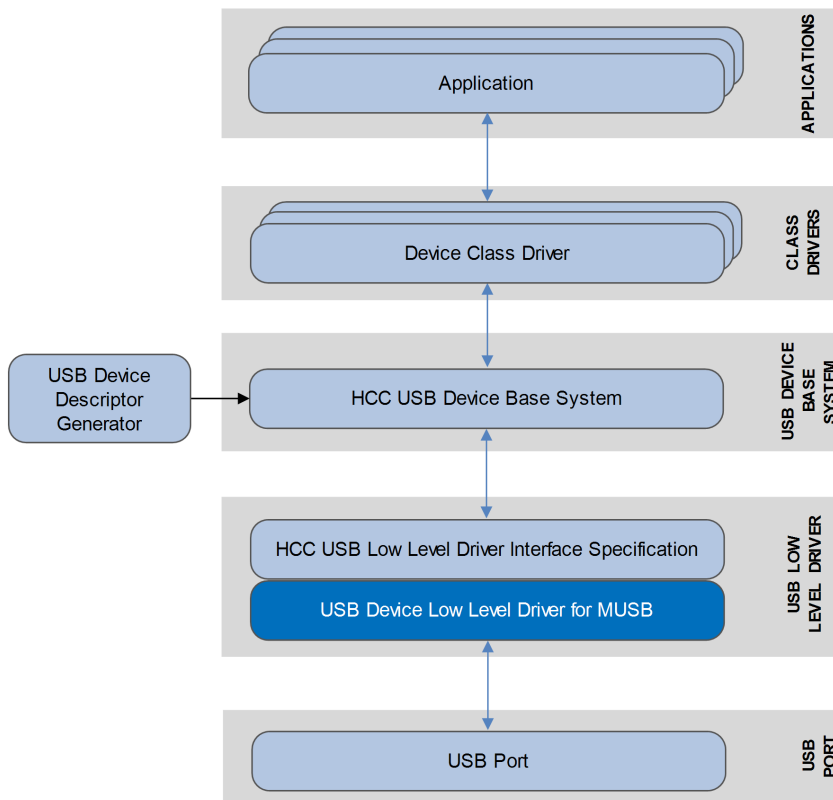 Application
APPLICATIONS
Device Class Driver
CLASS
DRIVERS
USB Device
Descriptor
Generator
HCC USB Device Base System
USB DEVICE
BASE
SYSTEM
HCC USB Low Level Driver Interface Specification
USB Device Low Level Driver for MUSB
USB LOW
LEVEL DRIVER
USB Port
USB
PORT